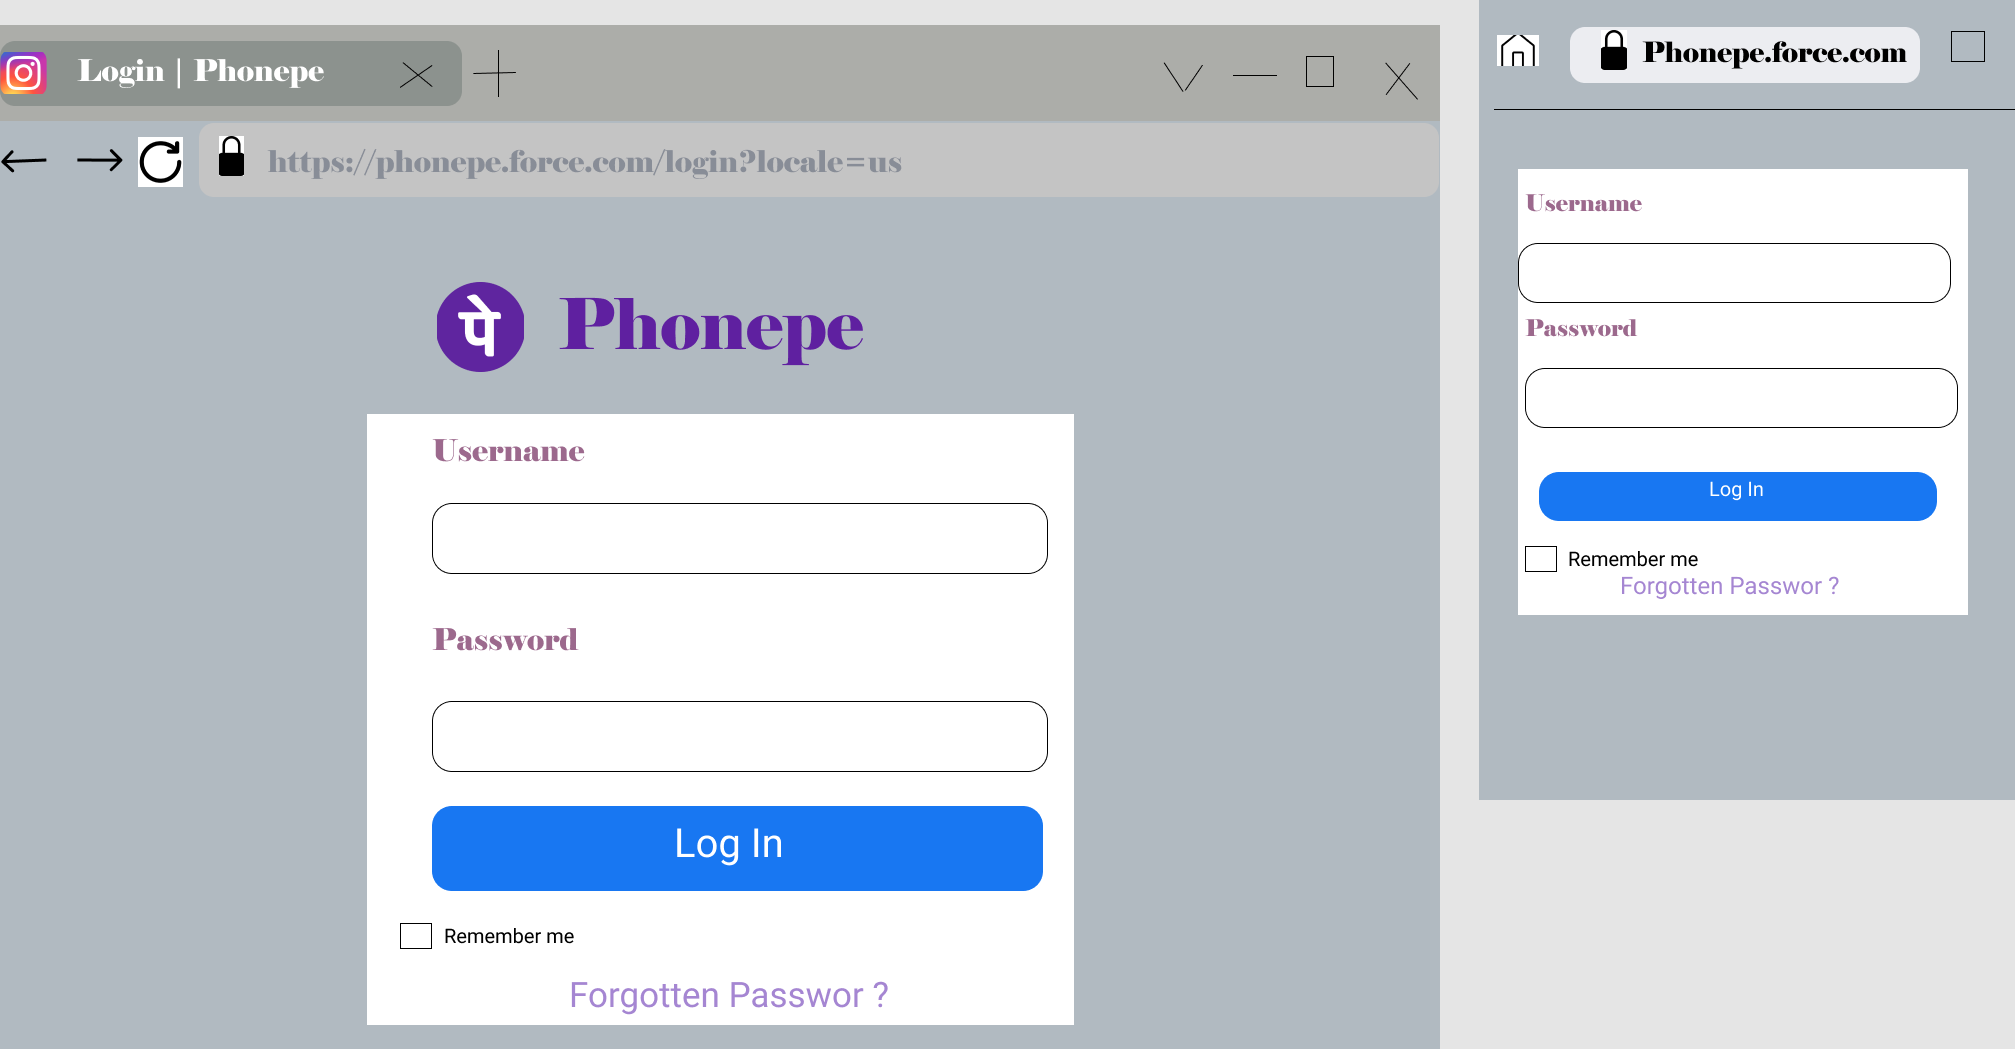 Login | Phonepe
https://phonepe.force.com/login?locale=us
पे Phonepe
Username
Password
Log In
Remember me
Forgotten Passwor ?
Phonepe.force.com
Username
Password
Log In
Remember me
Forgotten Passwor ?